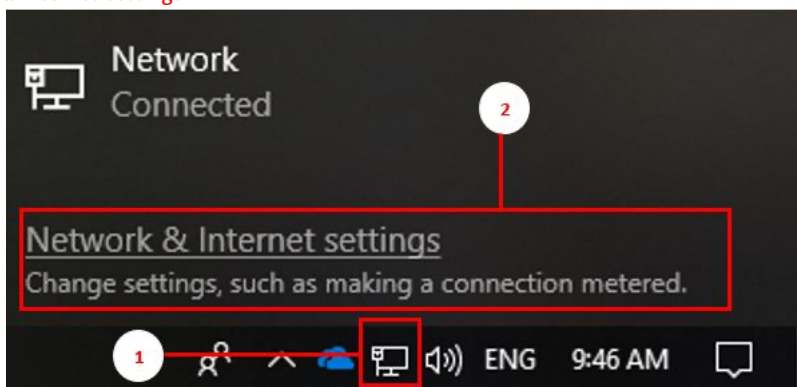 Network
Connected
2
Network & Internet settings
Change settings, such as making a connection metered.
1
ENG
9:46 AM